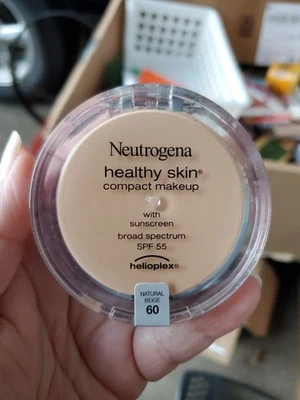 Neutrogena
healthy skin®
compact makeup
with
sunscreen
broad spectrum
SPF 55
helioplex®
NATURAL
BEIGE
60